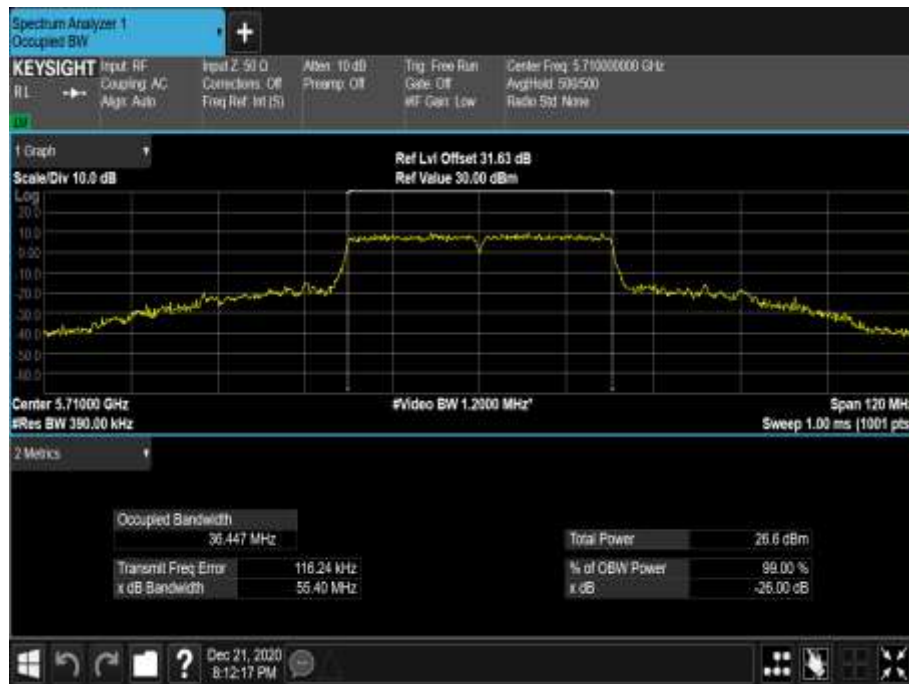 Spectrum Analyzer 1
Occupied BW
+
KEYSIGHT
RL
Input: RF
Coupling: AC
Align: Auto
Input Z: 50 Ω
Corrections: Off
Freq Ref: Int (S)
Atten: 10 dB
Preamp: Off
Trig: Free Run
Gate: Off
#IF Gain: Low
Center Freq: 5.710000000 GHz
Avg|Hold: 500/500
Radio Std: None
1 Graph
Scale/Div 10.0 dB
Ref Lvl Offset 31.63 dB
Ref Value 30.00 dBm
Log
20.0
10.0
0.00
-10.0
-20.0
-30.0
-40.0
-50.0
-60.0
Center 5.71000 GHz
#Video BW 1.2000 MHz*
Span 120 MH
#Res BW 390.00 kHz
Sweep 1.00 ms (1001 pts
2 Metrics
Occupied Bandwidth
36.447 MHz
Total Power 26.6 dBm
Transmit Freq Error 116.24 kHz
% of OBW Power 99.00 %
x dB Bandwidth 55.40 MHz
x dB -26.00 dB
?
Dec 21, 2020
8:12:17 PM